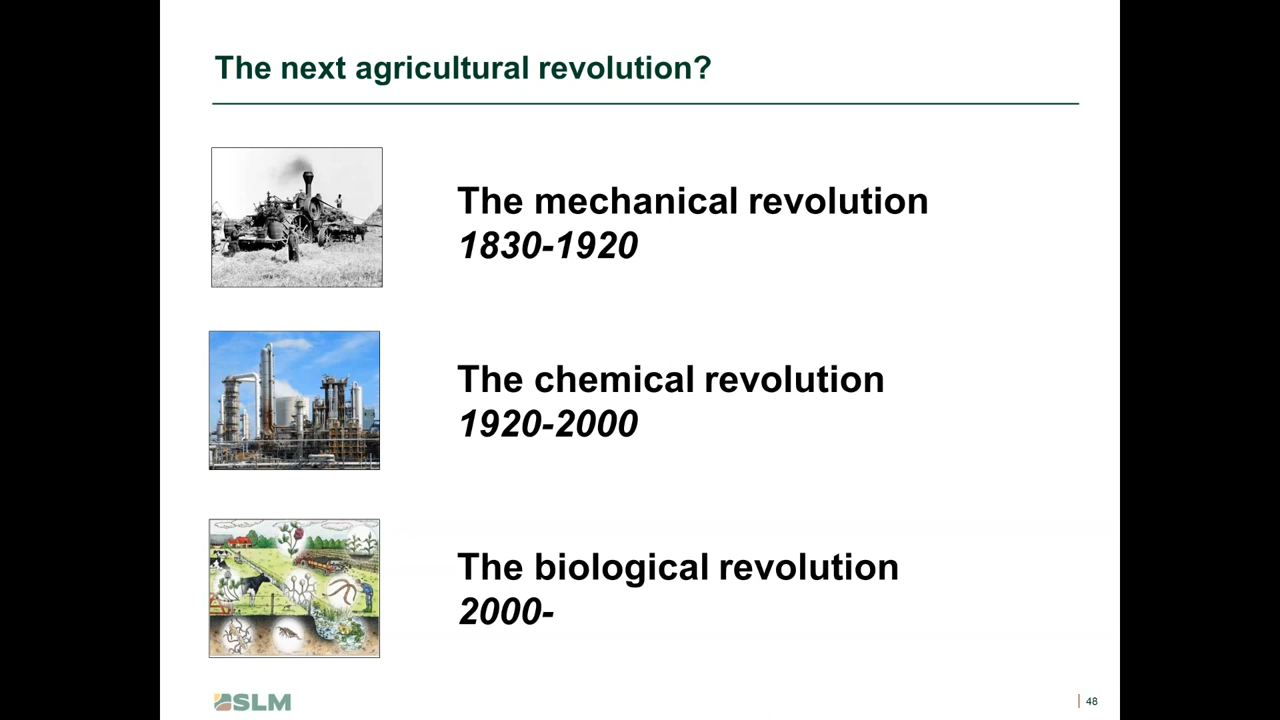 The next agricultural revolution?
The mechanical revolution
1830-1920
The chemical revolution
1920-2000
The biological revolution
2000-
SLM
48